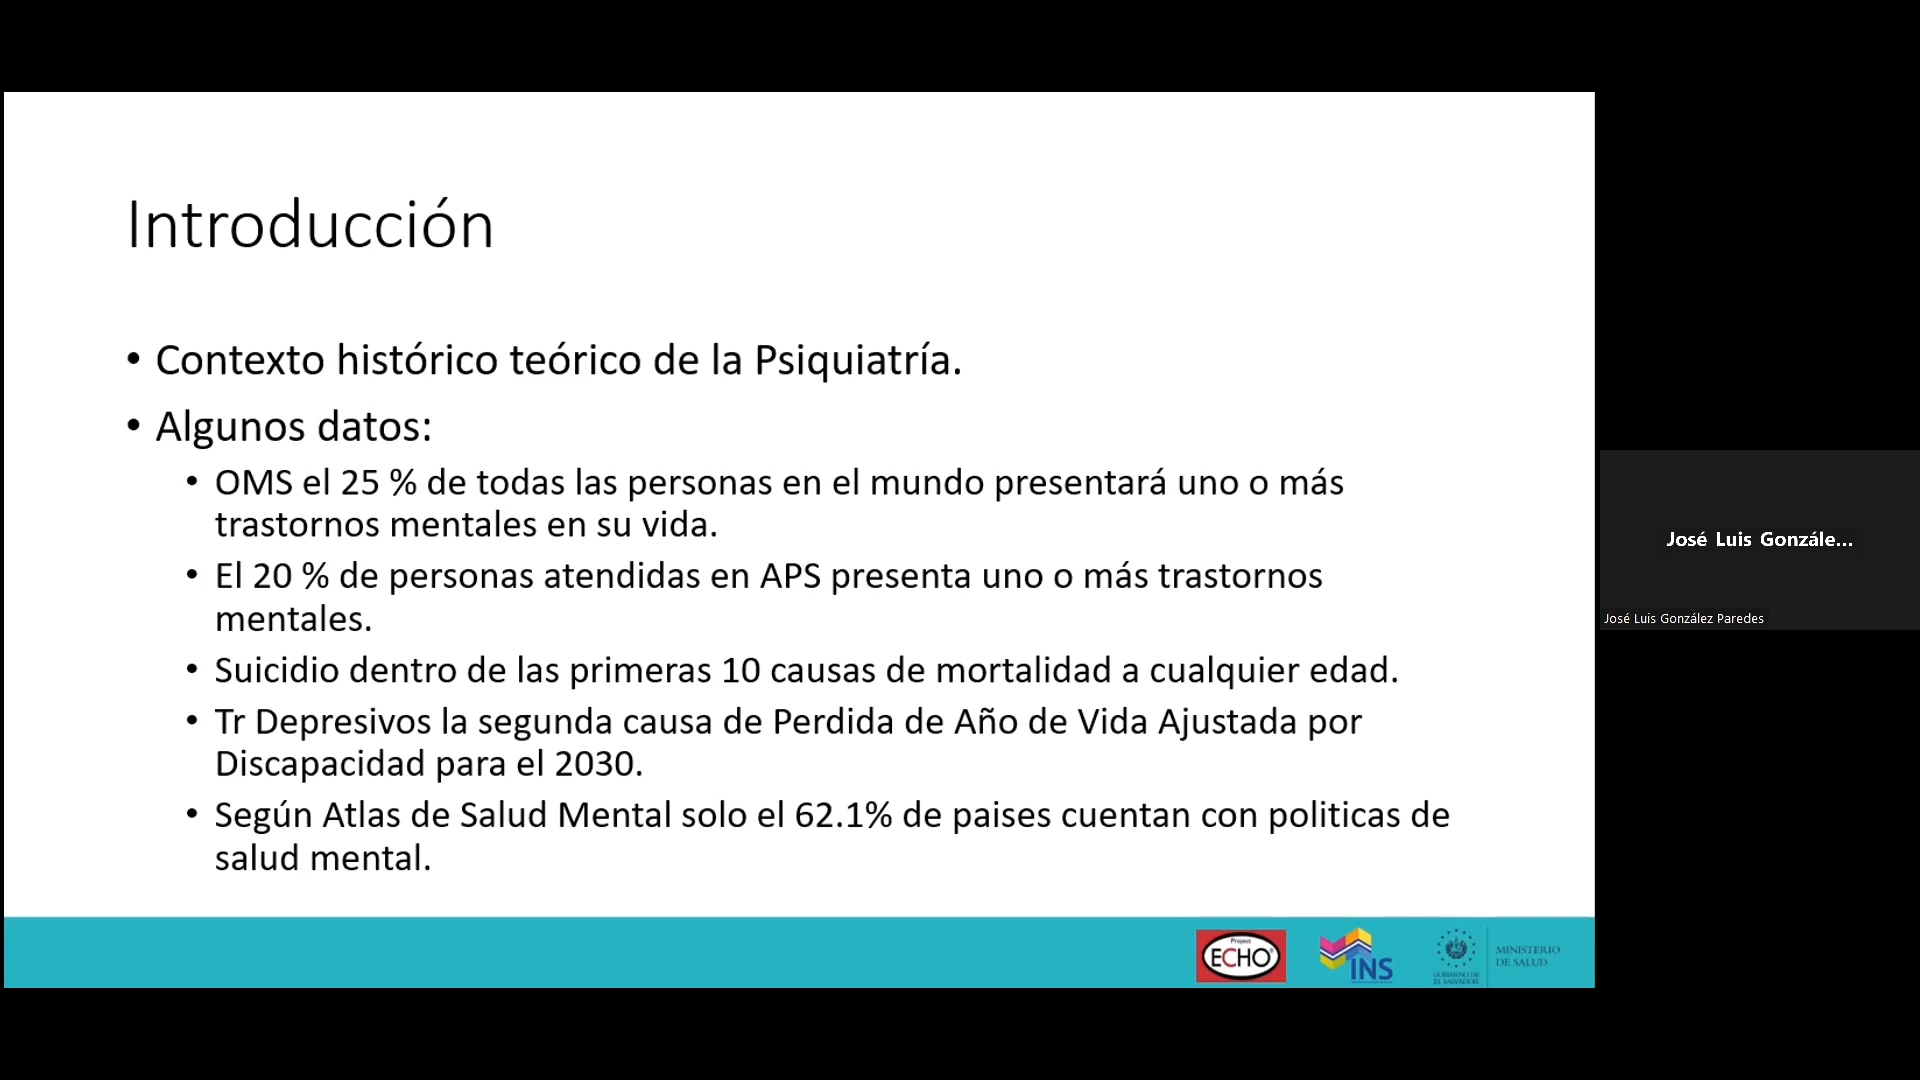 Introducción
• Contexto histórico teórico de la Psiquiatría.
• Algunos datos:
• OMS el 25 % de todas las personas en el mundo presentará uno o más
trastornos mentales en su vida.
• El 20 % de personas atendidas en APS presenta uno o más trastornos
mentales.
• Suicidio dentro de las primeras 10 causas de mortalidad a cualquier edad.
• Tr Depresivos la segunda causa de Perdida de Año de Vida Ajustada por
Discapacidad para el 2030.
• Según Atlas de Salud Mental solo el 62.1% de paises cuentan con politicas de
salud mental.
José Luis Gonzále...
José Luis González Paredes
Project
ECHO
INS
GOBIERNO DE
EL SALVADOR
MINISTERIO
DE SALUD